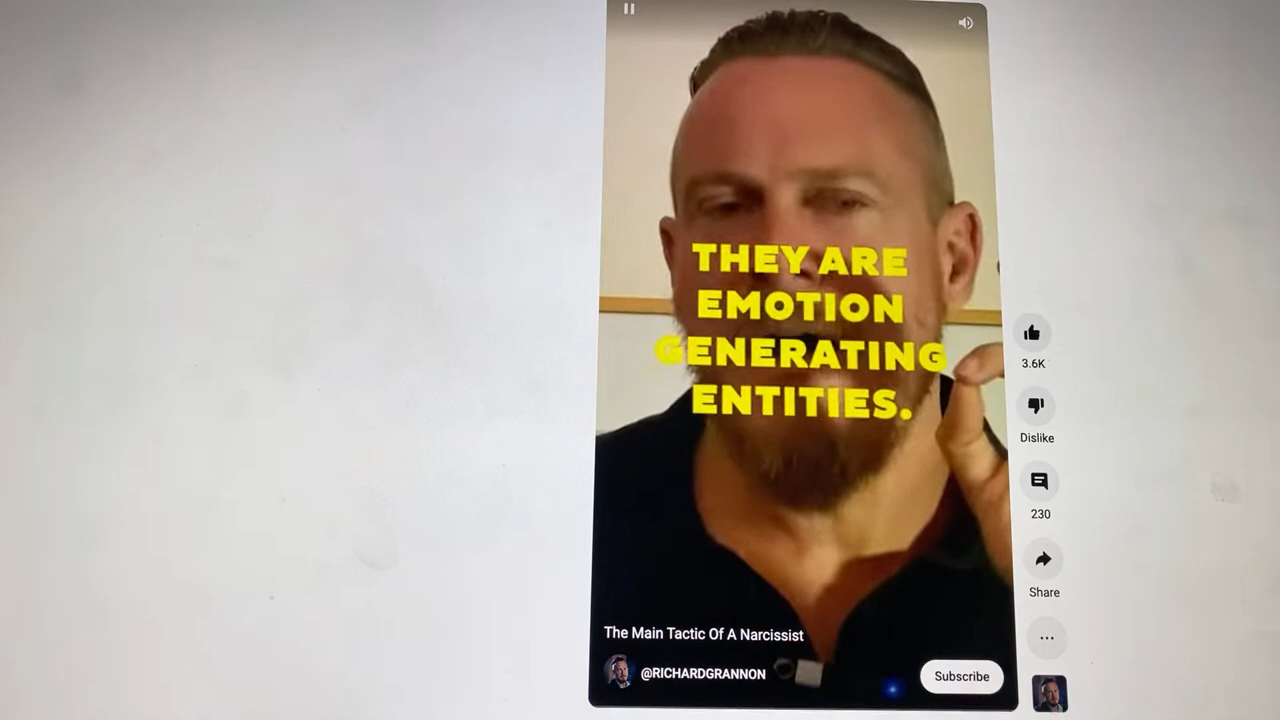 THEY ARE
EMOTION
GENERATING
ENTITIES.
3.6K
Dislike
230
Share
The Main Tactic Of A Narcissist
@RICHARDGRANNON
Subscribe